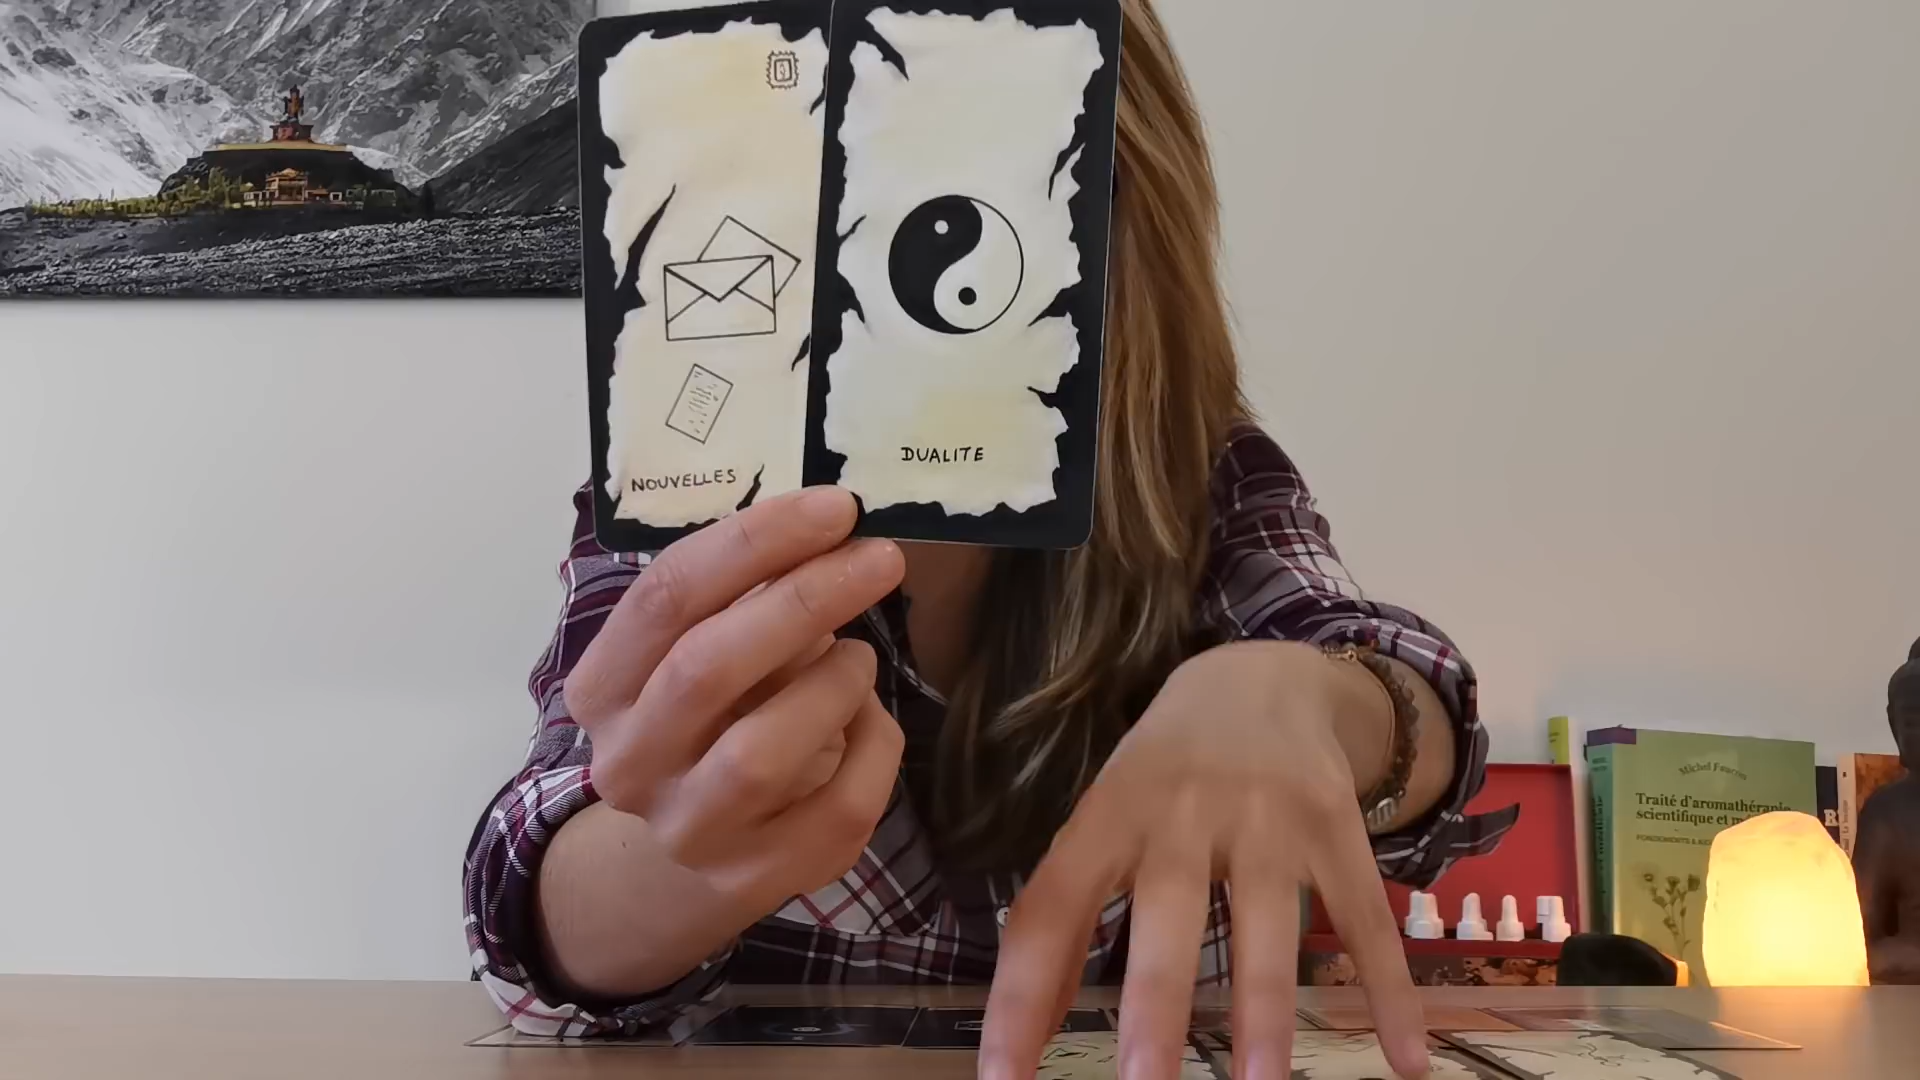 NOUVELLES
DUALITE
Michel Faucon
Traité d'aromathérapie
scientifique et